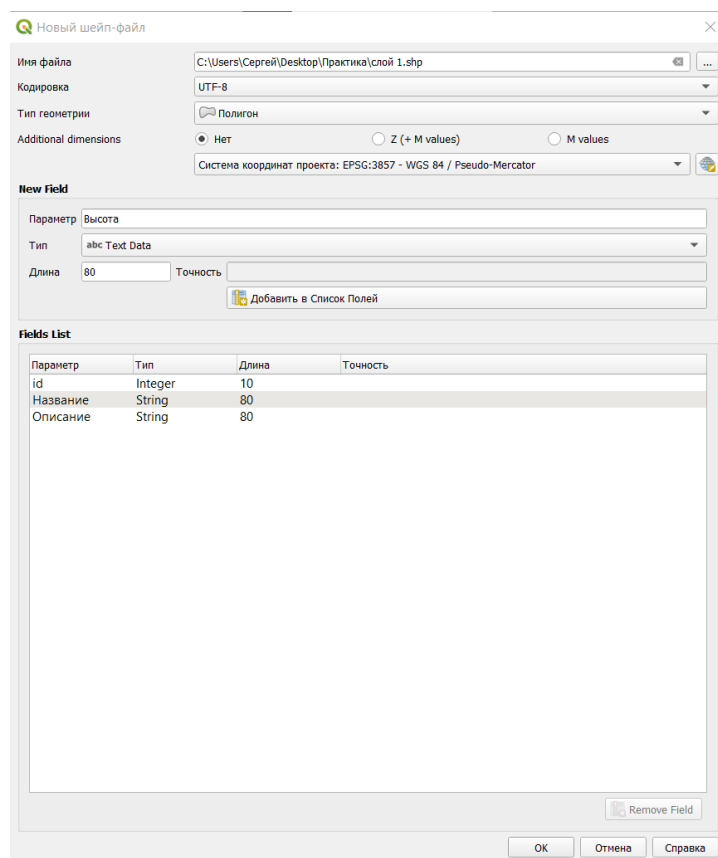 Новый шейп-файл
Имя файла C:\Users\Сергей\Desktop\Практика\слой 1.shp ...
Кодировка UTF-8
Тип геометрии Полигон
Additional dimensions Нет Z (+ M values) M values
Система координат проекта: EPSG:3857 - WGS 84 / Pseudo-Mercator
New Field
Параметр Высота
Тип abc Text Data
Длина 80 Точность
Добавить в Список Полей
Fields List
Параметр Тип Длина Точность
id Integer 10
Название String 80
Описание String 80
Remove Field
ОК Отмена Справка